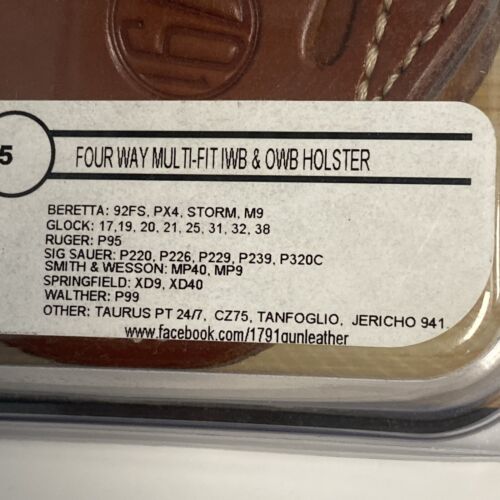 1791
5
FOUR WAY MULTI-FIT IWB & OWB HOLSTER
BERETTA: 92FS, PX4, STORM, M9
GLOCK: 17,19, 20, 21, 25, 31, 32, 38
RUGER: P95
SIG SAUER: P220, P226, P229, P239, P320C
SMITH & WESSON: MP40, MP9
SPRINGFIELD: XD9, XD40
WALTHER: P99
OTHER: TAURUS PT 24/7, CZ75, TANFOGLIO, JERICHO 941
www.facebook.com/1791gunleather